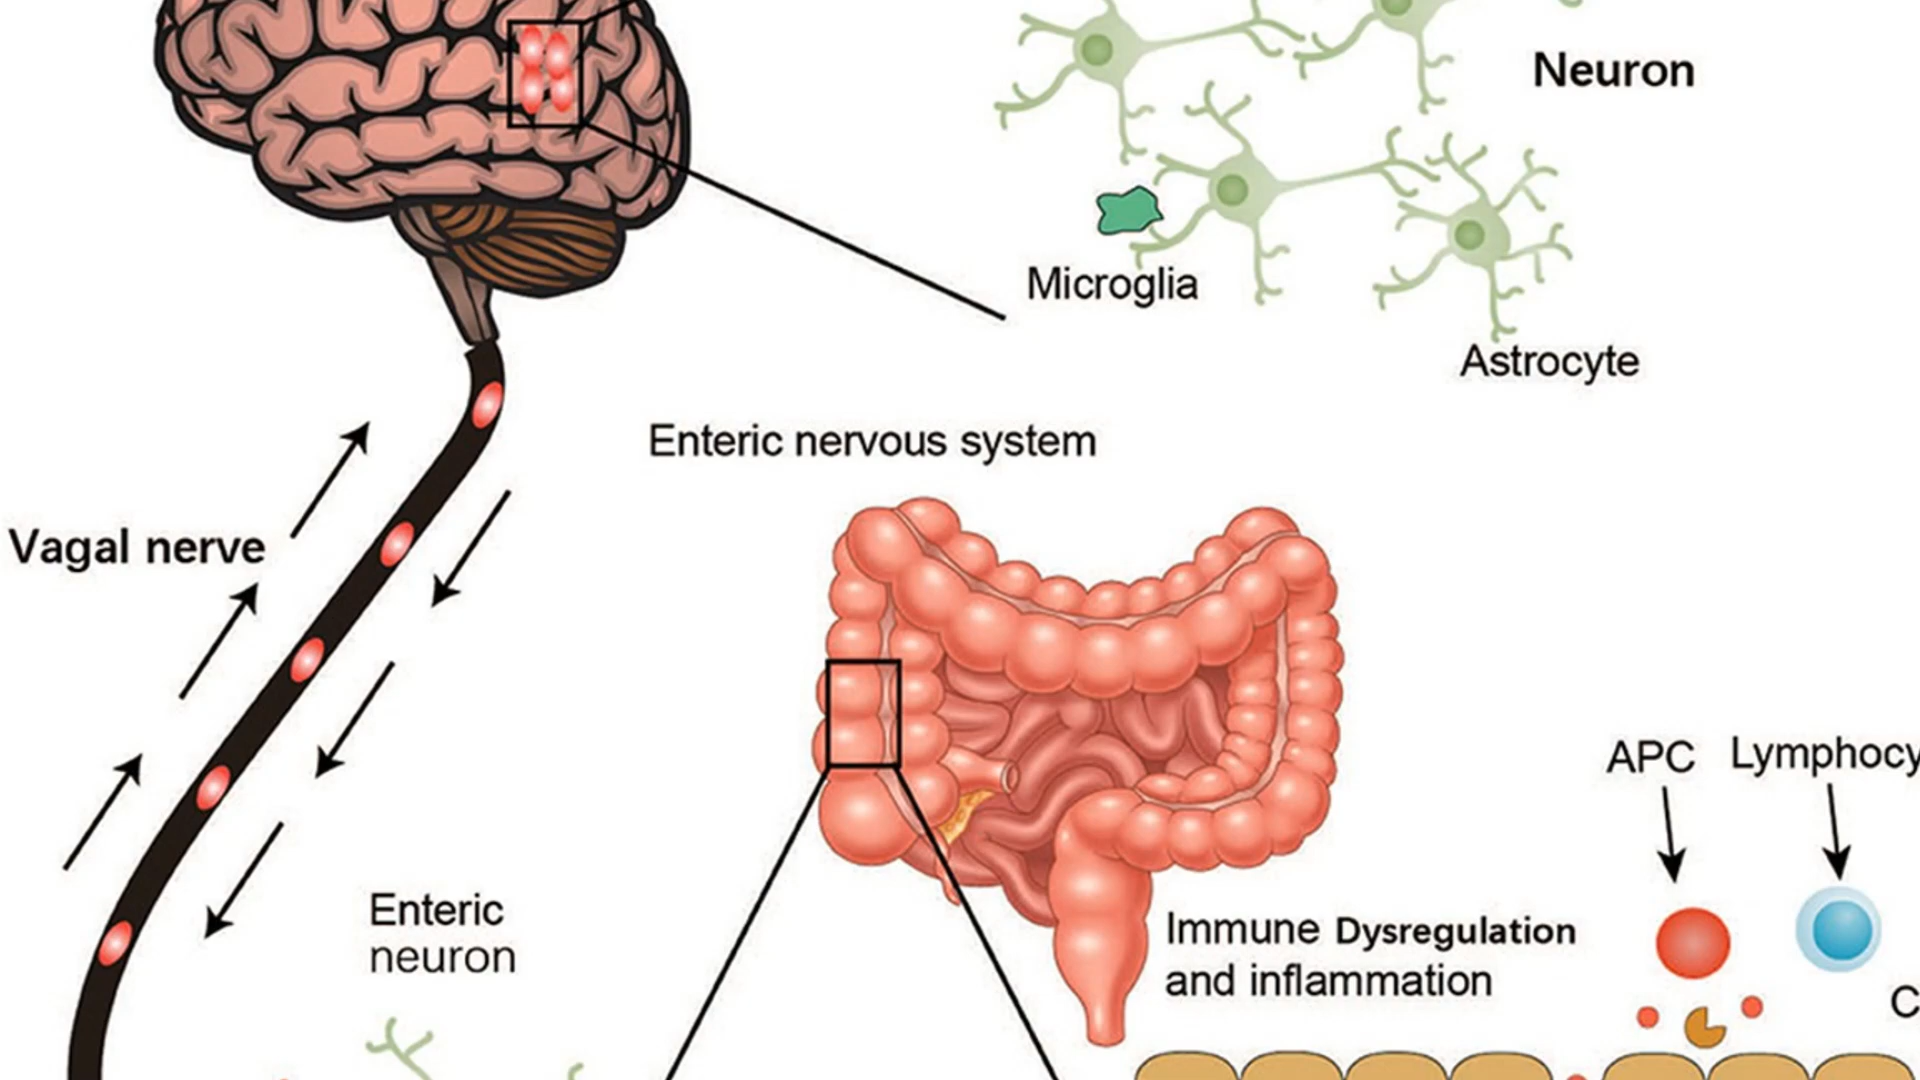 Neuron
Microglia
Astrocyte
Enteric nervous system
Vagal nerve
APC
Enteric
neuron
Immune Dysregulation
and inflammation